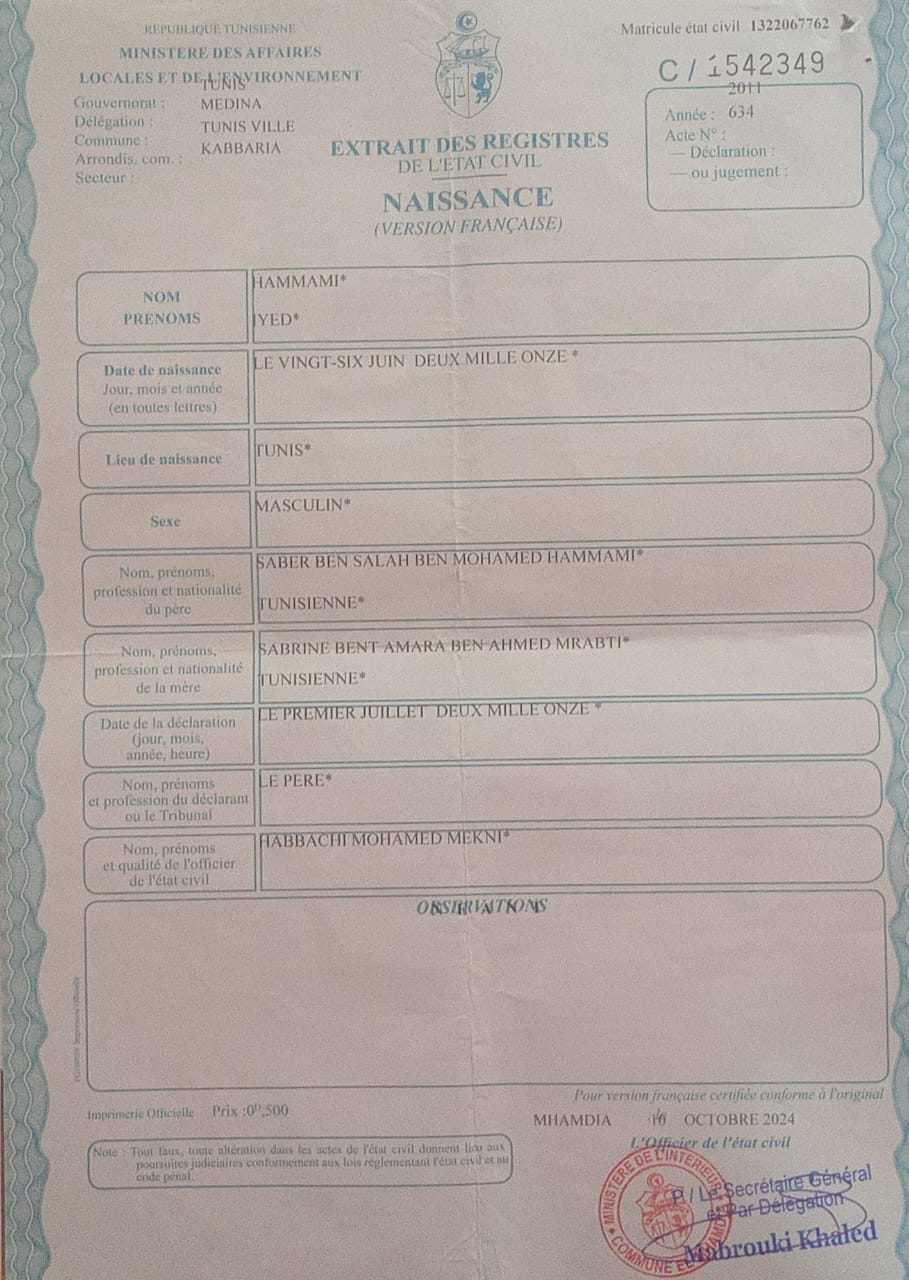 REPUBLIQUE TUNISIENNE
MINISTERE DES AFFAIRES
LOCALES ET DE L'ENVIRONNEMENT
Gouvernorat : TUNIS
Délégation : MEDINA
Commune : TUNIS VILLE
Arrondis. com. : KABBARIA
Secteur :
EXTRAIT DES REGISTRES
DE L'ETAT CIVIL
NAISSANCE
(VERSION FRANÇAISE)
Matricule état civil 1322067762
C / 1542349
2011
Année : 634
Acte N° :
— Déclaration :
— ou jugement :
NOM
PRENOMS
HAMMAMI*
IYED*
Date de naissance
Jour, mois et année
(en toutes lettres)
LE VINGT-SIX JUIN DEUX MILLE ONZE *
Lieu de naissance
TUNIS*
Sexe
MASCULIN*
Nom, prénoms,
profession et nationalité
du père
SABER BEN SALAH BEN MOHAMED HAMMAMI*
TUNISIENNE*
Nom, prénoms,
profession et nationalité
de la mère
SABRINE BENT AMARA BEN AHMED MRABTI*
TUNISIENNE*
Date de la déclaration
(jour, mois,
année, heure)
LE PREMIER JUILLET DEUX MILLE ONZE *
Nom, prénoms
et profession du déclarant
ou le Tribunal
LE PERE*
Nom, prénoms
et qualité de l'officier
de l'état civil
HABBACHI MOHAMED MEKNI*
OBSERVATIONS
Imprimerie Officielle Prix :0ᴰ,500
Note : Tout faux, toute altération dans les actes de l'état civil donnent lieu aux
poursuites judiciaires conformement aux lois réglementant l'état civil et au
code pénal.
Pour version française certifiée conforme à l'original
MHAMDIA OCTOBRE 2024
L'Officier de l'état civil
MINISTERE DE L'INTERIEUR
COMMUNE
P / Le Secrétaire Général
et Par Délégation
Mabrouki Khaled